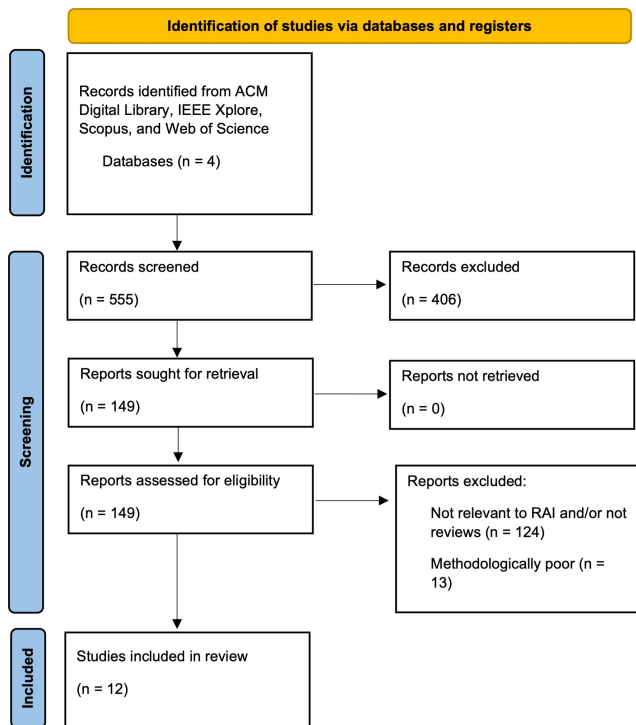 Identification of studies via databases and registers
Identification
Records identified from ACM
Digital Library, IEEE Xplore,
Scopus, and Web of Science
Databases (n = 4)
Screening
Records screened
(n = 555)
Records excluded
(n = 406)
Reports sought for retrieval
(n = 149)
Reports not retrieved
(n = 0)
Reports assessed for eligibility
(n = 149)
Reports excluded:
Not relevant to RAI and/or not
reviews (n = 124)
Methodologically poor (n =
13)
Included
Studies included in review
(n = 12)